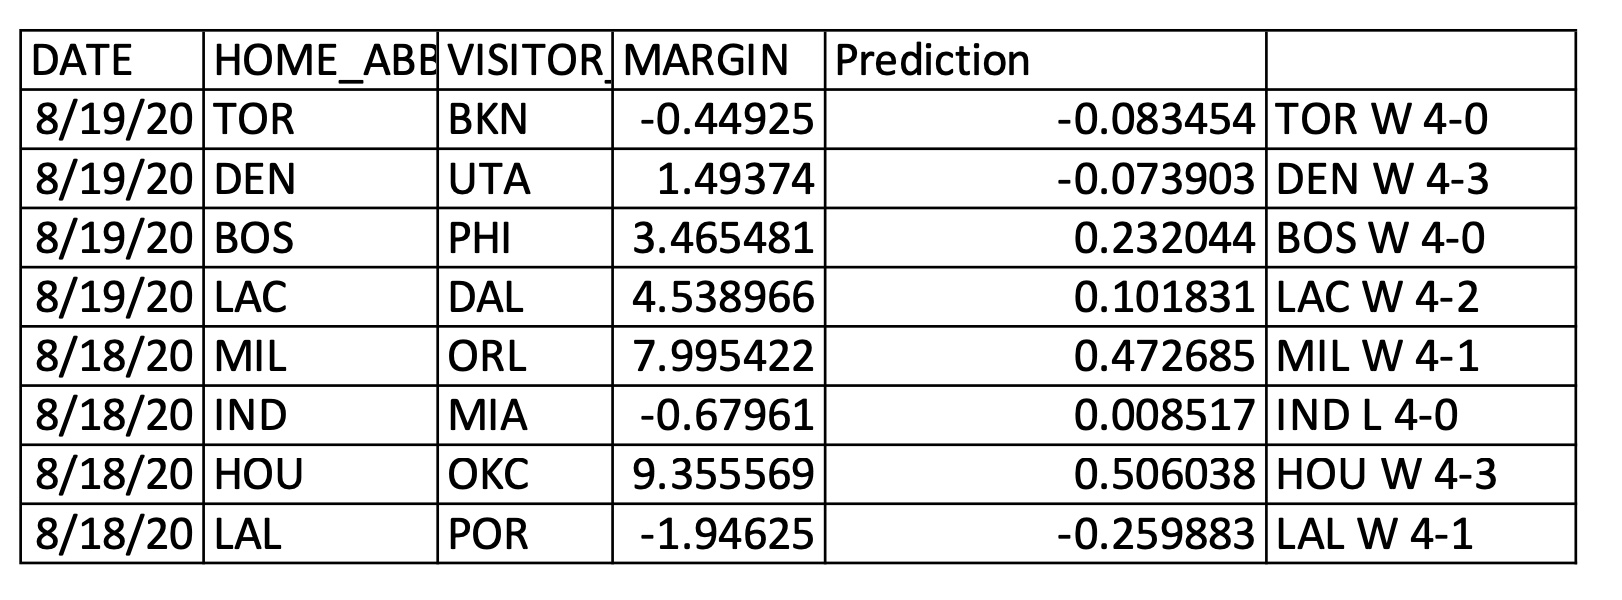 DATE HOME_ABB VISITOR_ MARGIN Prediction
8/19/20 TOR BKN -0.44925 -0.083454 TOR W 4-0
8/19/20 DEN UTA 1.49374 -0.073903 DEN W 4-3
8/19/20 BOS PHI 3.465481 0.232044 BOS W 4-0
8/19/20 LAC DAL 4.538966 0.101831 LAC W 4-2
8/18/20 MIL ORL 7.995422 0.472685 MIL W 4-1
8/18/20 IND MIA -0.67961 0.008517 IND L 4-0
8/18/20 HOU OKC 9.355569 0.506038 HOU W 4-3
8/18/20 LAL POR -1.94625 -0.259883 LAL W 4-1